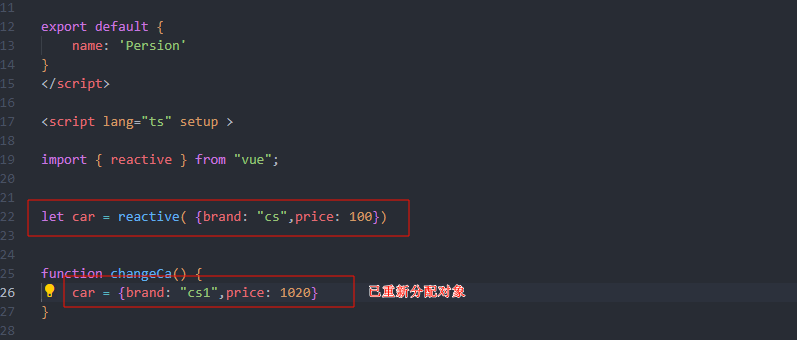 11
12 export default {
13 name: 'Persion'
14 }
15 </script>
16
17 <script lang="ts" setup >
18
19 import { reactive } from "vue";
20
21
22 let car = reactive( {brand: "cs",price: 100})
23
24
25 function changeCa() {
26 car = {brand: "cs1",price: 1020} 已重新分配对象
27 }
28